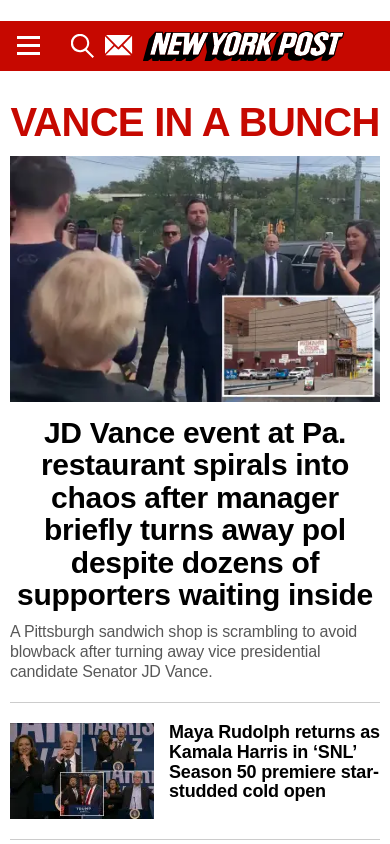 NEW YORK POST
VANCE IN A BUNCH
JD Vance event at Pa.
restaurant spirals into
chaos after manager
briefly turns away pol
despite dozens of
supporters waiting inside
A Pittsburgh sandwich shop is scrambling to avoid
blowback after turning away vice presidential
candidate Senator JD Vance.
Maya Rudolph returns as
Kamala Harris in ‘SNL’
Season 50 premiere star-
studded cold open
HARRIS
TRUMP